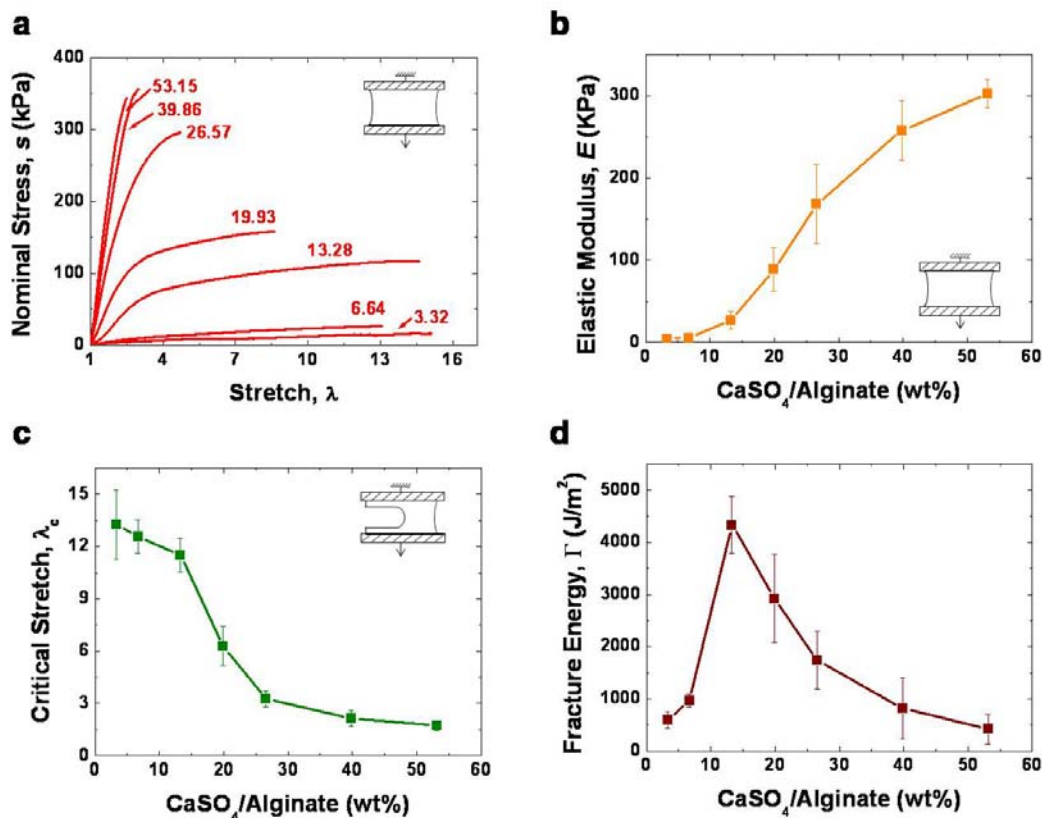 a
400
350
300
250
200
150
100
50
0
Nominal Stress, s (kPa)
53.15
39.86
26.57
19.93
13.28
6.64
3.32
1 4 7 10 13 16
Stretch, λ
b
300
200
100
0
Elastic Modulus, E (KPa)
0 10 20 30 40 50 60
CaSO4/Alginate (wt%)
c
15
12
9
6
3
0
Critical Stretch, λc
0 10 20 30 40 50 60
CaSO4/Alginate (wt%)
d
5000
4000
3000
2000
1000
0
Fracture Energy, Γ (J/m²)
0 10 20 30 40 50 60
CaSO4/Alginate (wt%)